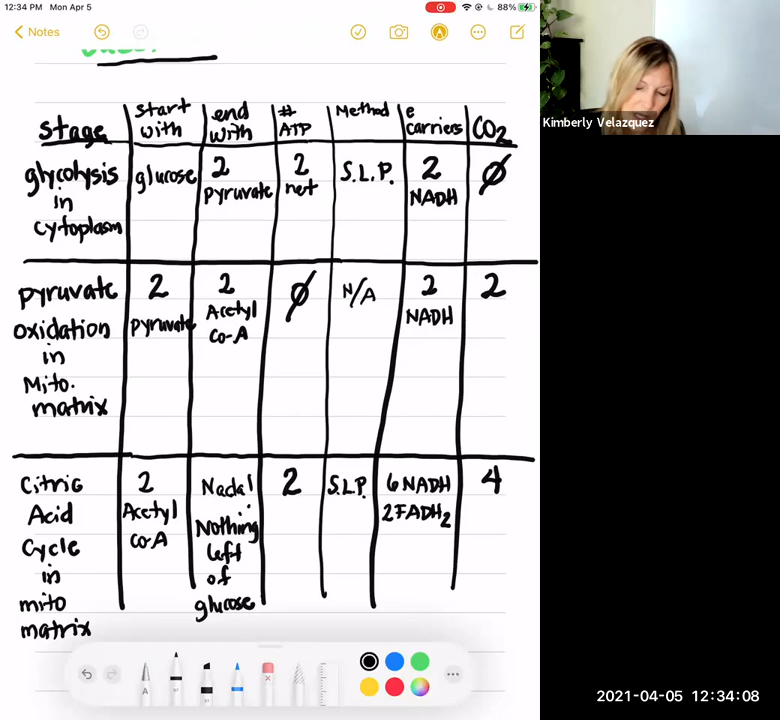 12:34 PM Mon Apr 5
88%
Notes
Stage
start with
end with
# ATP
Method
e carriers
CO2
glycolysis in cytoplasm
glucose
2 pyruvate
2 net
S.L.P.
2 NADH
Ø
pyruvate oxidation in Mito. matrix
2 pyruvate
2 Acetyl Co-A
Ø
N/A
2 NADH
2
Citric Acid Cycle in mito matrix
2 Acetyl Co-A
Nada! Nothing left of glucose
2
S.L.P.
6 NADH
2 FADH2
4
Kimberly Velazquez
2021-04-05 12:34:08